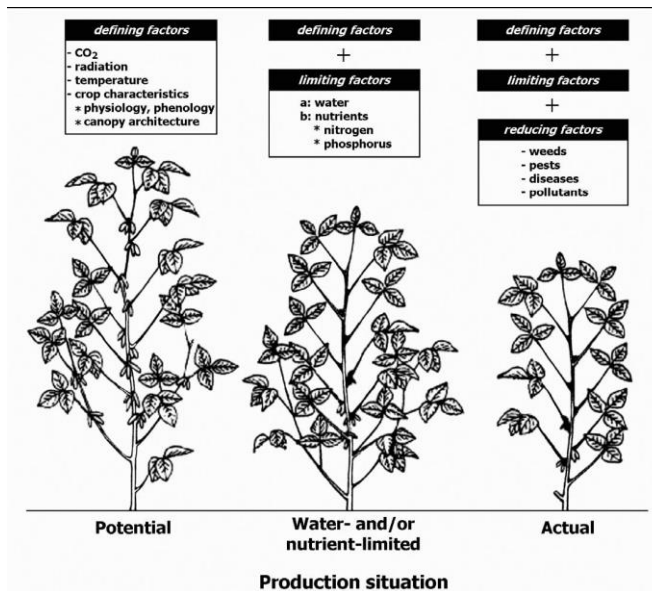 defining factors
- CO₂
- radiation
- temperature
- crop characteristics
* physiology, phenology
* canopy architecture
defining factors
+
limiting factors
a: water
b: nutrients
* nitrogen
* phosphorus
defining factors
+
limiting factors
+
reducing factors
- weeds
- pests
- diseases
- pollutants
Potential
Water- and/or
nutrient-limited
Actual
Production situation